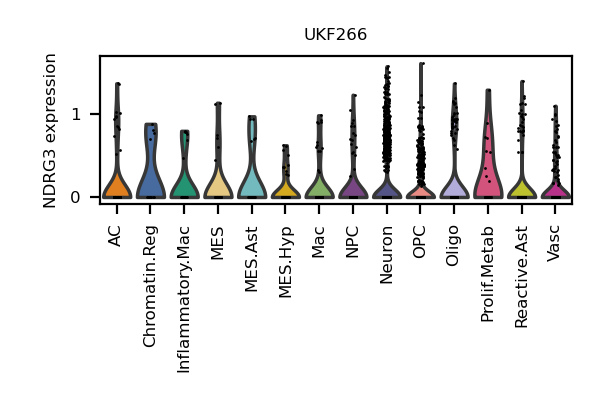 UKF266
NDRG3 expression
1
0
AC
Chromatin.Reg
Inflammatory.Mac
MES
MES.Ast
MES.Hyp
Mac
NPC
Neuron
OPC
Oligo
Prolif.Metab
Reactive.Ast
Vasc